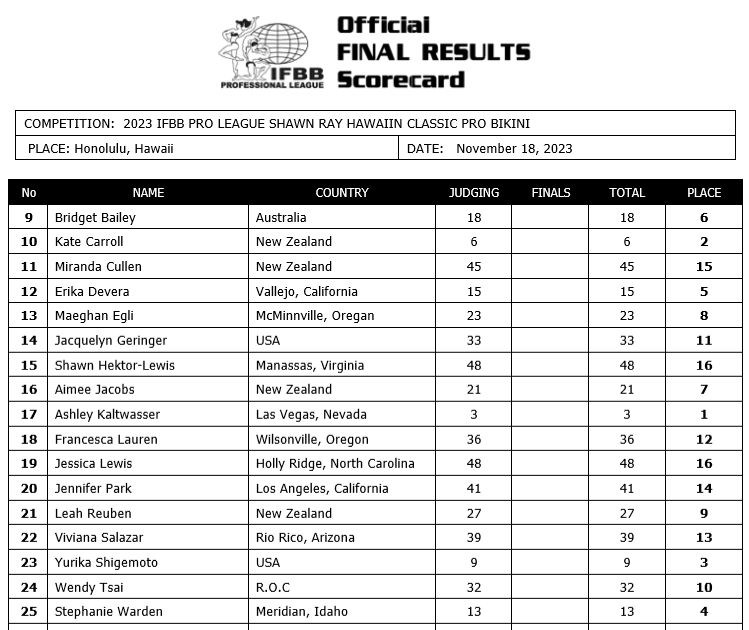 Official
FINAL RESULTS
Scorecard
IFBB
PROFESSIONAL LEAGUE
COMPETITION: 2023 IFBB PRO LEAGUE SHAWN RAY HAWAIIN CLASSIC PRO BIKINI
PLACE: Honolulu, Hawaii DATE: November 18, 2023
No NAME COUNTRY JUDGING FINALS TOTAL PLACE
9 Bridget Bailey Australia 18 18 6
10 Kate Carroll New Zealand 6 6 2
11 Miranda Cullen New Zealand 45 45 15
12 Erika Devera Vallejo, California 15 15 5
13 Maeghan Egli McMinnville, Oregan 23 23 8
14 Jacquelyn Geringer USA 33 33 11
15 Shawn Hektor-Lewis Manassas, Virginia 48 48 16
16 Aimee Jacobs New Zealand 21 21 7
17 Ashley Kaltwasser Las Vegas, Nevada 3 3 1
18 Francesca Lauren Wilsonville, Oregon 36 36 12
19 Jessica Lewis Holly Ridge, North Carolina 48 48 16
20 Jennifer Park Los Angeles, California 41 41 14
21 Leah Reuben New Zealand 27 27 9
22 Viviana Salazar Rio Rico, Arizona 39 39 13
23 Yurika Shigemoto USA 9 9 3
24 Wendy Tsai R.O.C 32 32 10
25 Stephanie Warden Meridian, Idaho 13 13 4